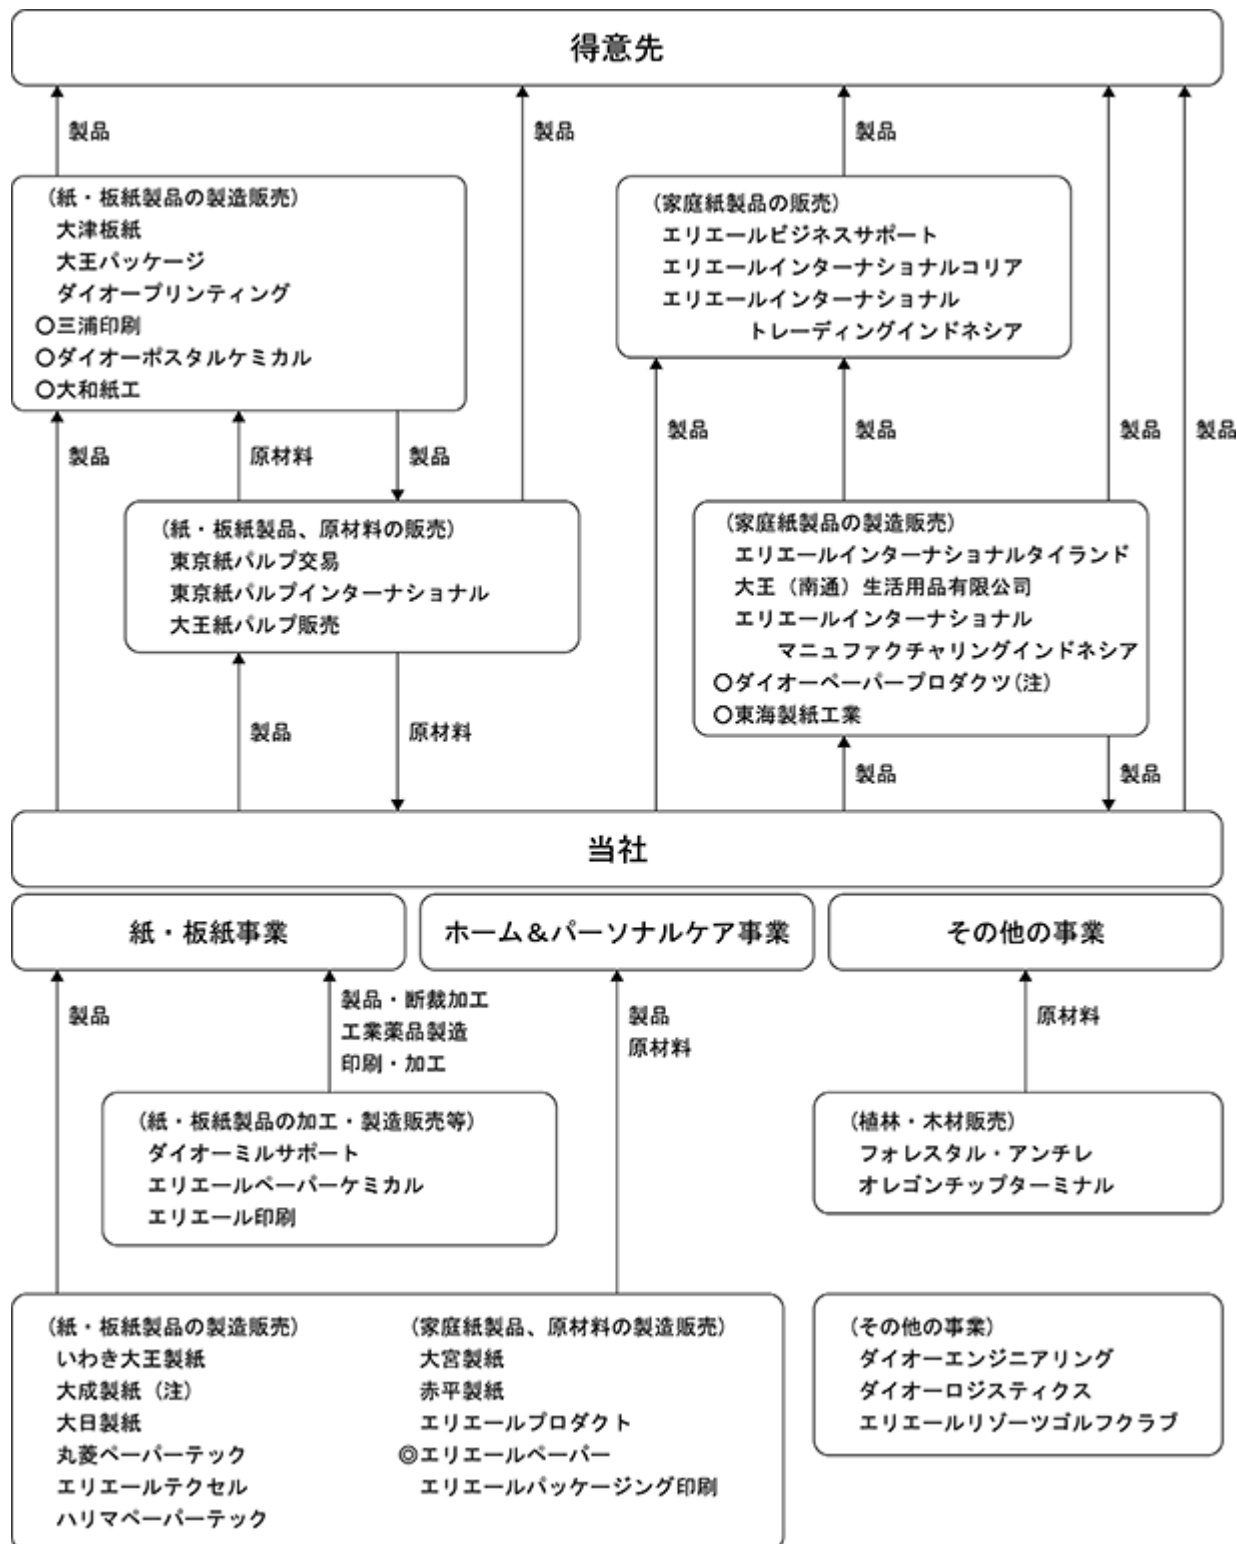 得意先
製品
製品
製品
製品
製品
(紙・板紙製品の製造販売)
大津板紙
大王パッケージ
ダイオープリンティング
○三浦印刷
○ダイオーポスタルケミカル
○大和紙工
(家庭紙製品の販売)
エリエールビジネスサポート
エリエールインターナショナルコリア
エリエールインターナショナル
トレーディングインドネシア
製品
原材料
製品
製品
製品
(紙・板紙製品、原材料の販売)
東京紙パルプ交易
東京紙パルプインターナショナル
大王紙パルプ販売
(家庭紙製品の製造販売)
エリエールインターナショナルタイランド
大王（南通）生活用品有限公司
エリエールインターナショナル
マニュファクチャリングインドネシア
○ダイオーペーパープロダクツ(注)
○東海製紙工業
製品
原材料
製品
製品
当社
紙・板紙事業
ホーム＆パーソナルケア事業
その他の事業
製品
製品・断裁加工
工業薬品製造
印刷・加工
製品
原材料
原材料
(紙・板紙製品の加工・製造販売等)
ダイオーミルサポート
エリエールペーパーケミカル
エリエール印刷
(植林・木材販売)
フォレスタル・アンチレ
オレゴンチップターミナル
(紙・板紙製品の製造販売)
いわき大王製紙
大成製紙（注）
大日製紙
丸菱ペーパーテック
エリエールテクセル
ハリマペーパーテック
(家庭紙製品、原材料の製造販売)
大宮製紙
赤平製紙
エリエールプロダクト
◎エリエールペーパー
エリエールパッケージング印刷
(その他の事業)
ダイオーエンジニアリング
ダイオーロジスティクス
エリエールリゾーツゴルフクラブ